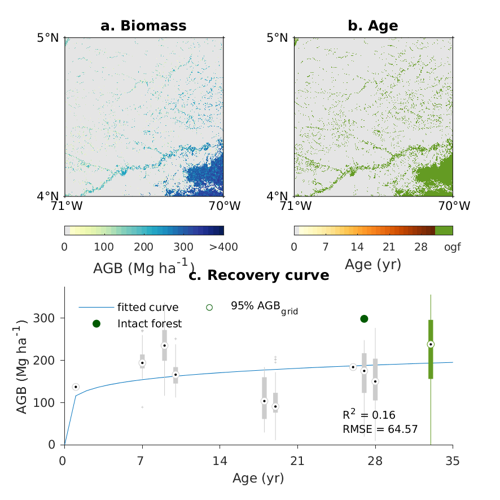 a. Biomass
b. Age
5°N
5°N
4°N
4°N
71°W
70°W
71°W
70°W
0 100 200 300 >400
0 7 14 21 28 ogf
AGB (Mg ha⁻¹)
Age (yr)
c. Recovery curve
fitted curve
95% AGB_grid
Intact forest
300
200
100
0
AGB (Mg ha⁻¹)
R² = 0.16
RMSE = 64.57
0 7 14 21 28 35
Age (yr)